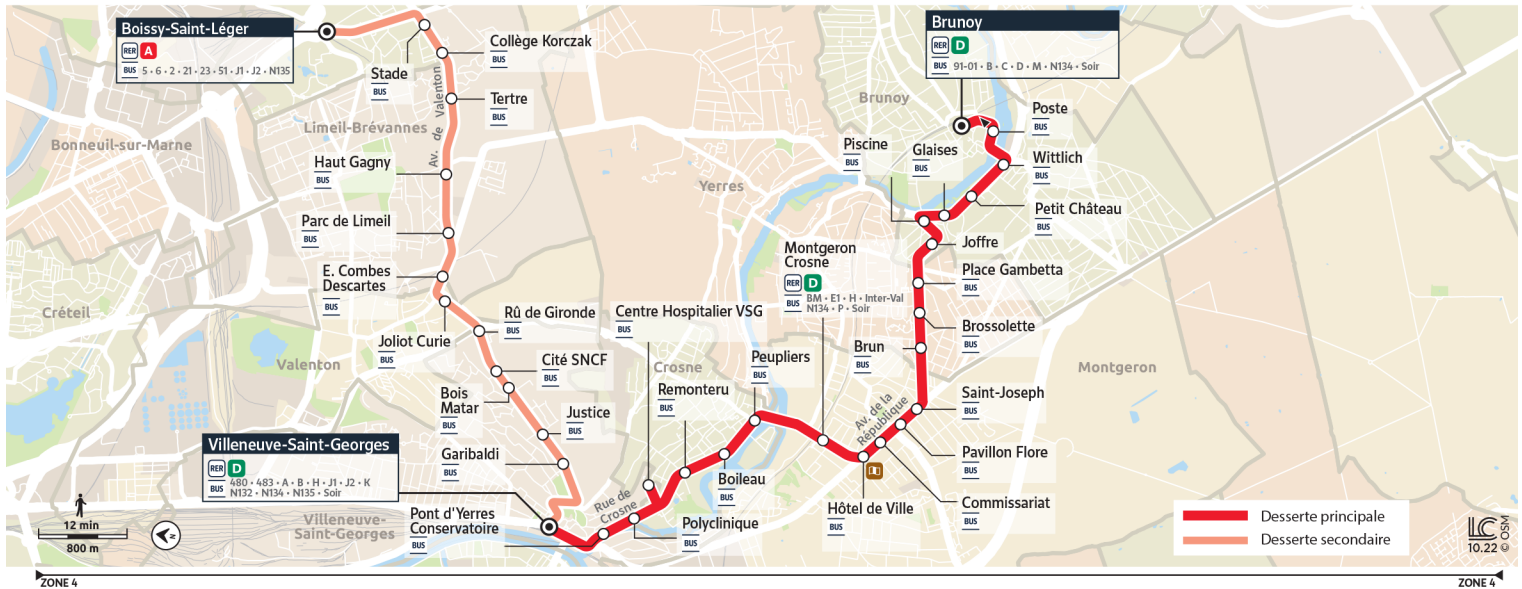 Boissy-Saint-Léger
RER A
BUS 5 • 6 • 2 • 21 • 23 • 51 • J1 • J2 • N135
Stade
BUS
Collège Korczak
BUS
Tertre
BUS
Av. de Valenton
Limeil-Brévannes
Bonneuil-sur-Marne
Haut Gagny
BUS
Parc de Limeil
BUS
E. Combes
Descartes
BUS
Créteil
Joliot Curie
BUS
Valenton
Rû de Gironde
BUS
Cité SNCF
BUS
Bois
Matar
BUS
Justice
BUS
Garibaldi
BUS
Villeneuve-Saint-Georges
RER D
BUS 480 • 483 • A • B • H • J1 • J2 • K
N132 • N134 • N135 • Soir
Villeneuve-
Saint-Georges
Pont d'Yerres
Conservatoire
BUS
Rue de
Crosne
Polyclinique
BUS
Centre Hospitalier VSG
BUS
Crosne
Remonteru
BUS
Boileau
BUS
Peupliers
BUS
Yerres
Montgeron
Crosne
RER D
BUS BM • E1 • H • Inter-Val
N134 • P • Soir
Hôtel de Ville
BUS
Av. de la
République
Commissariat
BUS
Pavillon Flore
BUS
Saint-Joseph
BUS
Brun
BUS
Brossolette
BUS
Place Gambetta
BUS
Joffre
BUS
Piscine
BUS
Glaises
BUS
Petit Château
BUS
Wittlich
BUS
Poste
BUS
Brunoy
Brunoy
RER D
BUS 91-01 • B • C • D • M • N134 • Soir
Montgeron
Desserte principale
Desserte secondaire
12 min
800 m
N
LC
10.22 © OSM
ZONE 4
ZONE 4